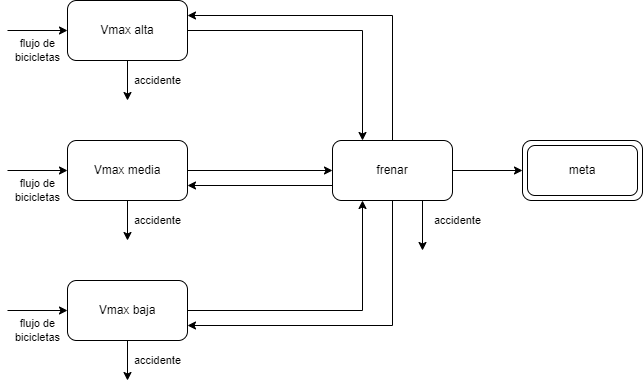 Vmax alta
flujo de
bicicletas
accidente
Vmax media
frenar
meta
flujo de
bicicletas
accidente
accidente
Vmax baja
flujo de
bicicletas
accidente